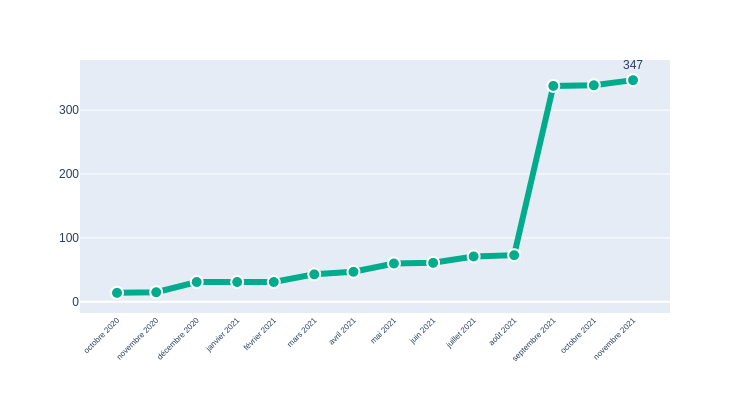 347
300
200
100
0
octobre 2020
novembre 2020
décembre 2020
janvier 2021
février 2021
mars 2021
avril 2021
mai 2021
juin 2021
juillet 2021
août 2021
septembre 2021
octobre 2021
novembre 2021